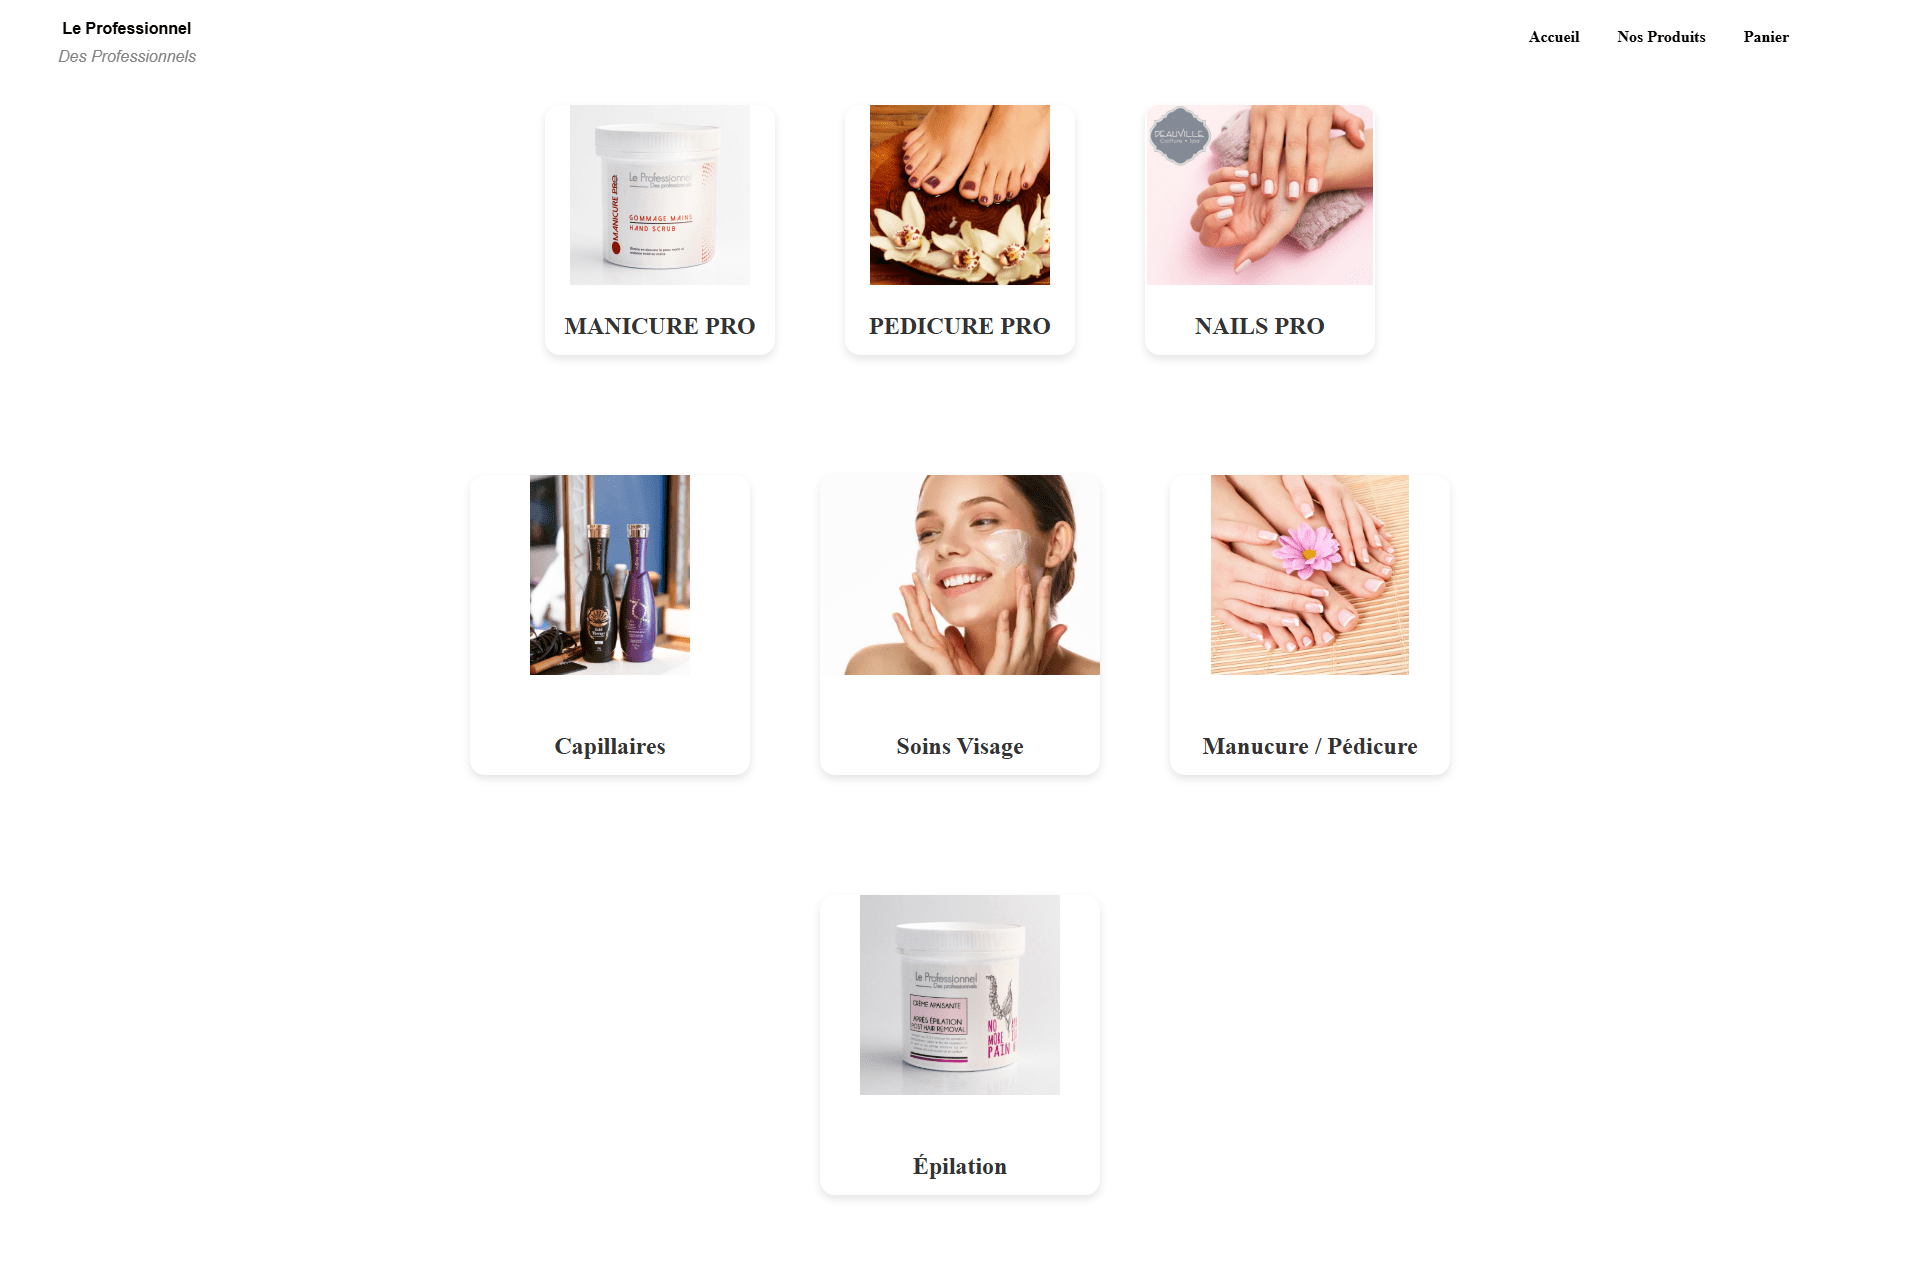 Le Professionnel
Des Professionnels
Accueil Nos Produits Panier
Le Professionnel
Des professionnels
MANICURE PRO
GOMMAGE MAINS
HAND SCRUB
DEAUVILLE
Coiffure • Spa
MANICURE PRO
PEDICURE PRO
NAILS PRO
Capillaires
Soins Visage
Manucure / Pédicure
Le Professionnel
Des professionnels
CRÈME APAISANTE
APRÈS ÉPILATION
POST HAIR REMOVAL
NO
MORE
PAIN
Épilation